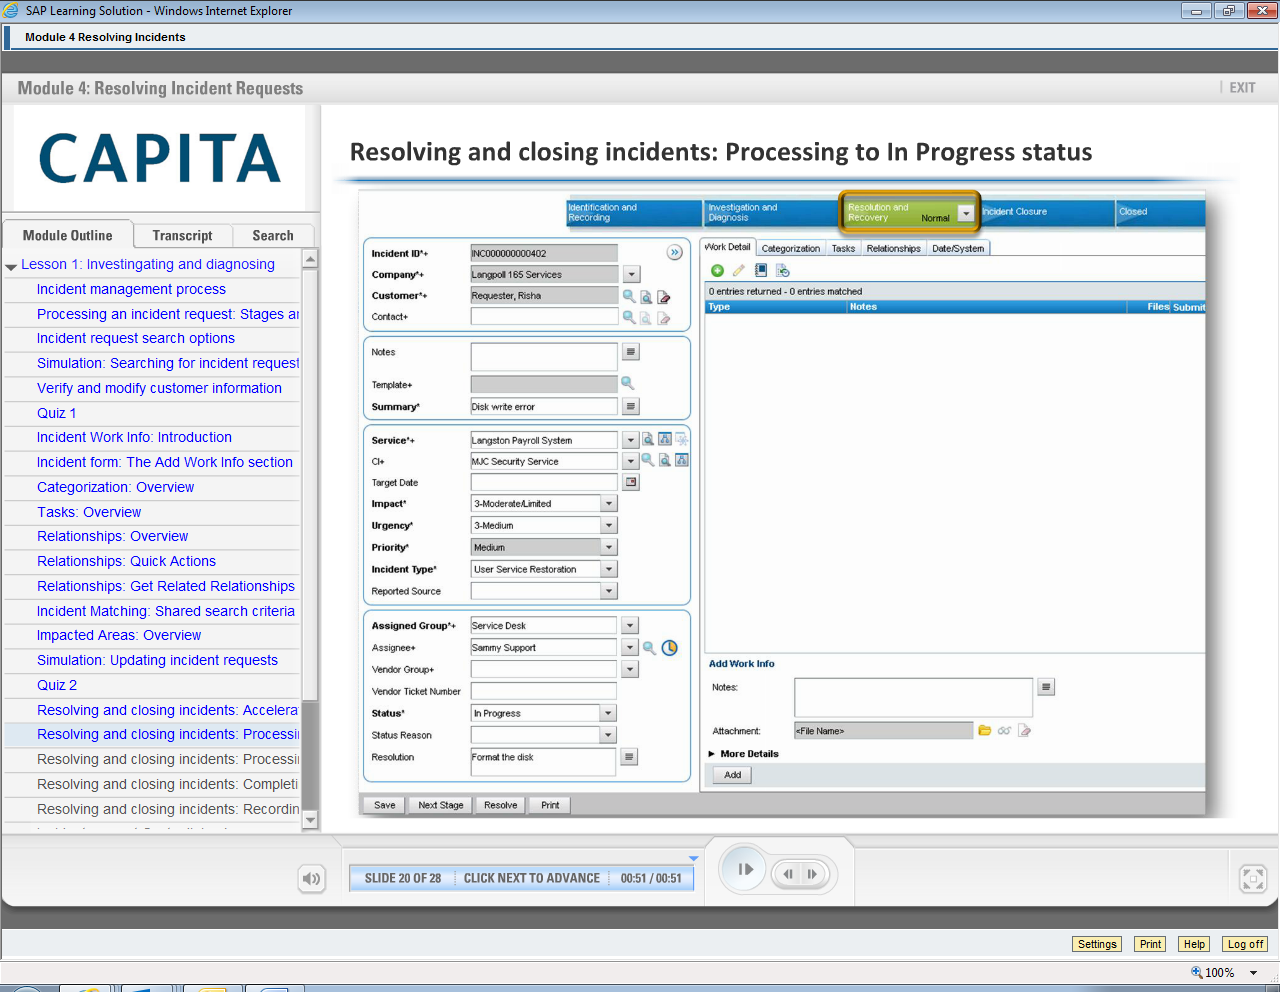 SAP Learning Solution - Windows Internet Explorer
Module 4 Resolving Incidents
Module 4: Resolving Incident Requests
EXIT
CAPITA
Module Outline
Transcript
Search
Lesson 1: Investingating and diagnosing
Incident management process
Processing an incident request: Stages ar
Incident request search options
Simulation: Searching for incident request
Verify and modify customer information
Quiz 1
Incident Work Info: Introduction
Incident form: The Add Work Info section
Categorization: Overview
Tasks: Overview
Relationships: Overview
Relationships: Quick Actions
Relationships: Get Related Relationships
Incident Matching: Shared search criteria
Impacted Areas: Overview
Simulation: Updating incident requests
Quiz 2
Resolving and closing incidents: Accelera
Resolving and closing incidents: Processi
Resolving and closing incidents: Processin
Resolving and closing incidents: Completi
Resolving and closing incidents: Recordin
Resolving and closing incidents: Processing to In Progress status
Identification and Recording
Investigation and Diagnosis
Resolution and Recovery
Normal
Incident Closure
Closed
Incident ID*+ INC000000000402
Company*+ Langpoll 165 Services
Customer*+ Requester, Risha
Contact+
Notes
Template+
Summary* Disk write error
Service*+ Langston Payroll System
CI+ MJC Security Service
Target Date
Impact* 3-Moderate/Limited
Urgency* 3-Medium
Priority* Medium
Incident Type* User Service Restoration
Reported Source
Assigned Group*+ Service Desk
Assignee+ Sammy Support
Vendor Group+
Vendor Ticket Number
Status* In Progress
Status Reason
Resolution Format the disk
Save Next Stage Resolve Print
Work Detail Categorization Tasks Relationships Date/System
0 entries returned - 0 entries matched
Type Notes Files Submit
Add Work Info
Notes:
Attachment: <File Name>
More Details
Add
SLIDE 20 OF 28
CLICK NEXT TO ADVANCE
00:51 / 00:51
Settings Print Help Log off
100%